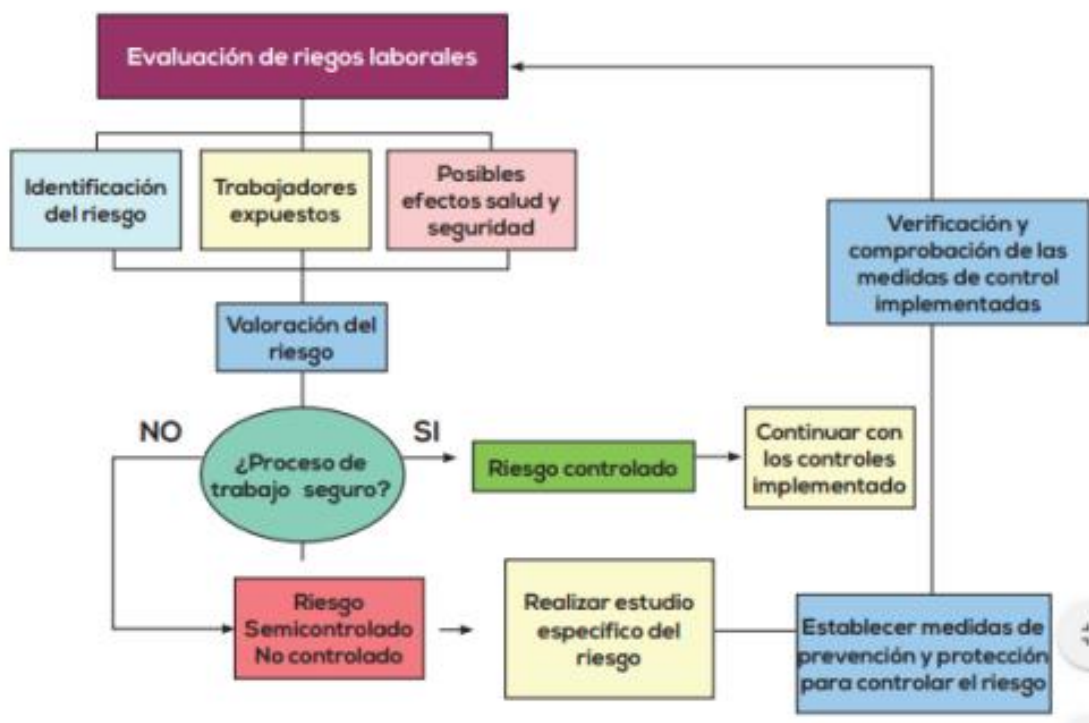 Evaluación de riegos laborales
Identificación
del riesgo
Trabajadores
expuestos
Posibles
efectos salud y
seguridad
Verificación y
comprobación de las
medidas de control
implementadas
Valoración del
riesgo
NO
SI
¿Proceso de
trabajo seguro?
Riesgo controlado
Continuar con
los controles
implementado
Riesgo
Semicontrolado
No controlado
Realizar estudio
específico del
riesgo
Establecer medidas de
prevención y protección
para controlar el riesgo